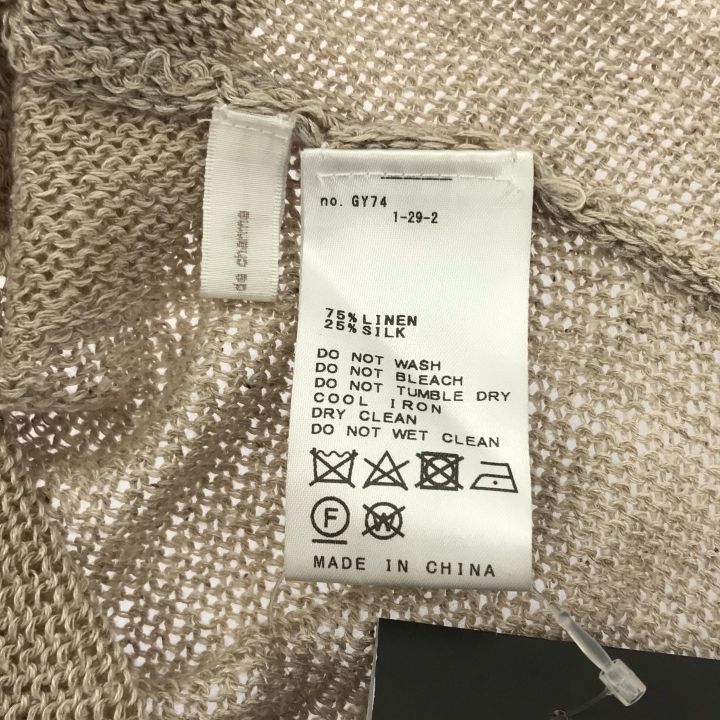 de charme
no. GY74
1-29-2
75% LINEN
25% SILK
DO NOT WASH
DO NOT BLEACH
DO NOT TUMBLE DRY
COOL IRON
DRY CLEAN
DO NOT WET CLEAN
F W
MADE IN CHINA